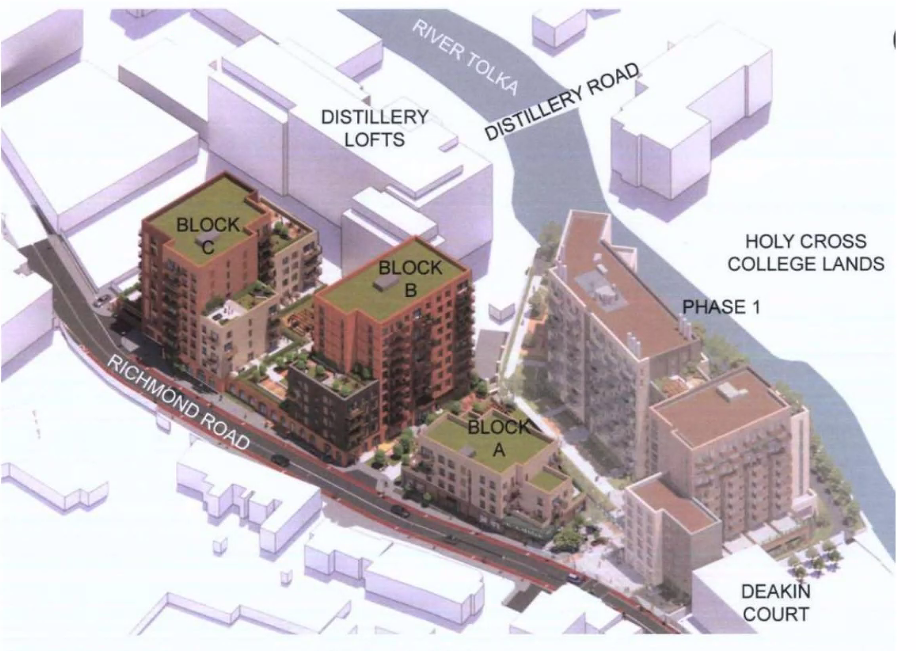 RIVER TOLKA
DISTILLERY ROAD
DISTILLERY
LOFTS
BLOCK
C
BLOCK
B
HOLY CROSS
COLLEGE LANDS
PHASE 1
RICHMOND ROAD
BLOCK
A
DEAKIN
COURT